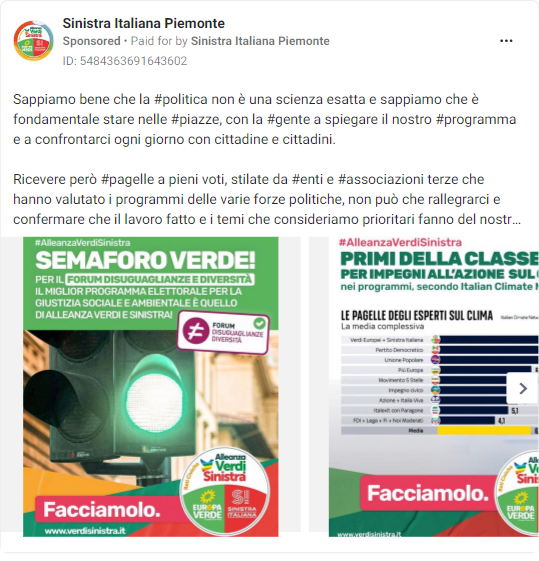 Sinistra Italiana Piemonte
Sponsored • Paid for by Sinistra Italiana Piemonte
ID: 5484363691643602
Sappiamo bene che la #politica non è una scienza esatta e sappiamo che è
fondamentale stare nelle #piazze, con la #gente a spiegare il nostro #programma
e a confrontarci ogni giorno con cittadine e cittadini.
Ricevere però #pagelle a pieni voti, stilate da #enti e #associazioni terze che
hanno valutato i programmi delle varie forze politiche, non può che rallegrarci e
confermare che il lavoro fatto e i temi che consideriamo prioritari fanno del nostr...
#AlleanzaVerdiSinistra
SEMAFORO VERDE!
PER IL FORUM DISUGUAGLIANZE E DIVERSITÀ
IL MIGLIOR PROGRAMMA ELETTORALE PER LA
GIUSTIZIA SOCIALE E AMBIENTALE È QUELLO
DI ALLEANZA VERDI E SINISTRA!
FORUM
DISUGUAGLIANZE
DIVERSITÀ
Facciamolo.
Alleanza
Verdi
Sinistra
EUROPA
VERDE
SI
SINISTRA
ITALIANA
www.verdisinistra.it
#AlleanzaVerdiSinistra
PRIMI DELLA CLASSE
PER IMPEGNI ALL'AZIONE SUL
nei programmi, secondo Italian Climate
LE PAGELLE DEGLI ESPERTI SUL CLIMA
La media complessiva
Verdi Europei + Sinistra Italiana
Partito Democratico
Unione Popolare
Più Europa
Movimento 5 Stelle
Impegno civico
Azione + Italia Viva
Italexit con Paragone 5,1
FDI + Lega + FI + Noi Moderati 4,1
Media
Facciamolo.
Alleanza
Verdi
Sinistra
EUROPA
VERDE
www.verdisinistra.it